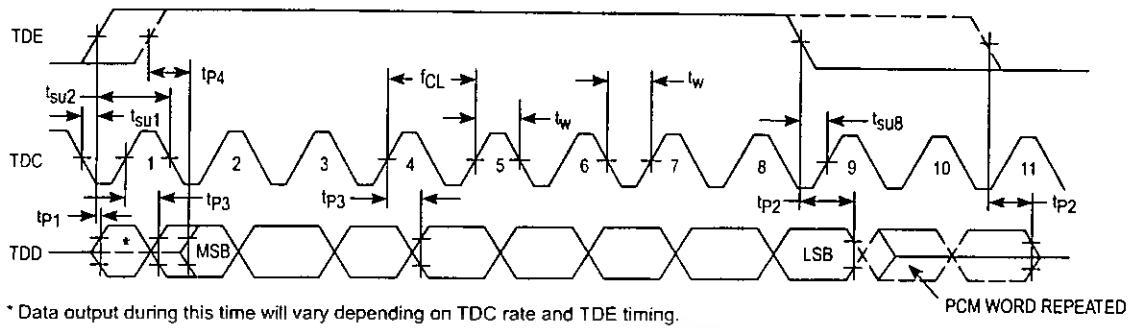 TDE
tP4
fCL
tw
tsu2
tsu1
tw
tsu8
TDC
1 2 3 4 5 6 7 8 9 10 11
tP1
tP3
tP3
tP2
tP2
TDD
* MSB LSB
PCM WORD REPEATED
* Data output during this time will vary depending on TDC rate and TDE timing.